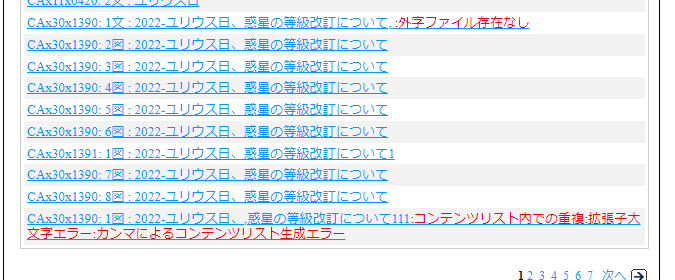 CAx11x0420: 2文 : ユリウス日
CAx30x1390: 1文 : 2022-ユリウス日、惑星の等級改訂について, :外字ファイル存在なし
CAx30x1390: 2図 : 2022-ユリウス日、惑星の等級改訂について
CAx30x1390: 3図 : 2022-ユリウス日、惑星の等級改訂について
CAx30x1390: 4図 : 2022-ユリウス日、惑星の等級改訂について
CAx30x1390: 5図 : 2022-ユリウス日、惑星の等級改訂について
CAx30x1390: 6図 : 2022-ユリウス日、惑星の等級改訂について
CAx30x1391: 1図 : 2022-ユリウス日、惑星の等級改訂について1
CAx30x1390: 7図 : 2022-ユリウス日、惑星の等級改訂について
CAx30x1390: 8図 : 2022-ユリウス日、惑星の等級改訂について
CAx30x1390: 1図 : 2022-ユリウス日、,惑星の等級改訂について111:コンテンツリスト内での重複:拡張子大
文字エラー:カンマによるコンテンツリスト生成エラー
1 2 3 4 5 6 7 次へ